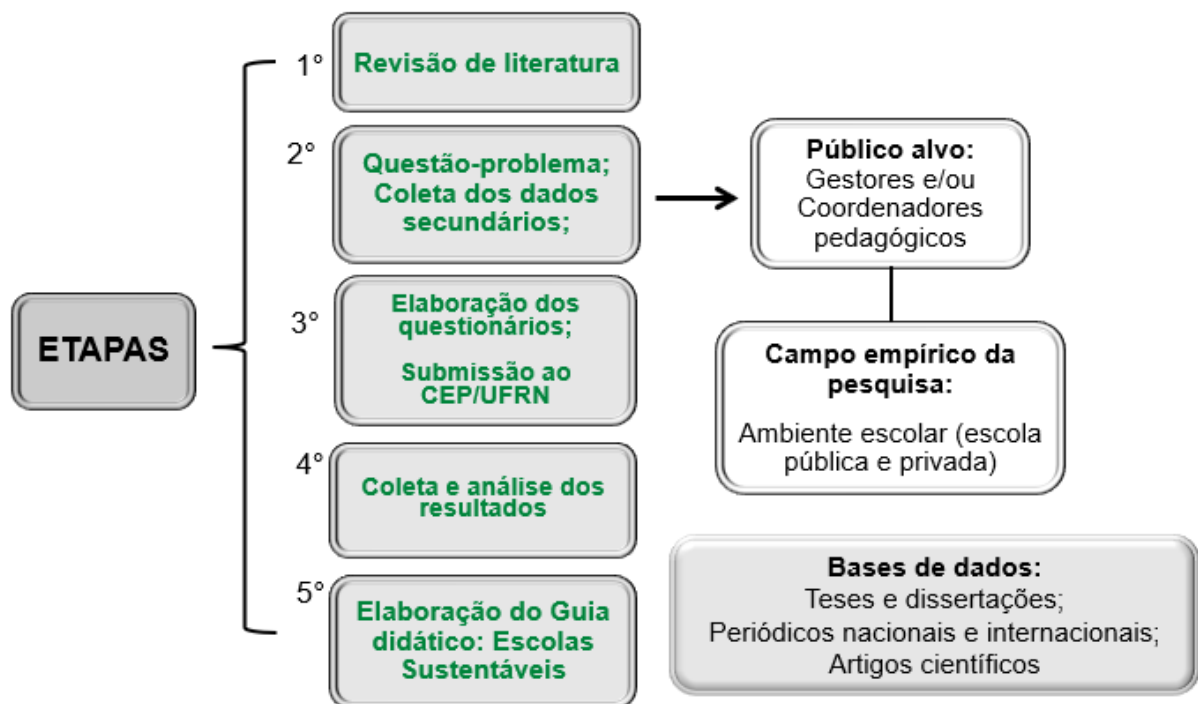 ETAPAS
1°
Revisão de literatura
2°
Questão-problema;
Coleta dos dados
secundários;
3°
Elaboração dos
questionários;
Submissão ao
CEP/UFRN
4°
Coleta e análise dos
resultados
5°
Elaboração do Guia
didático: Escolas
Sustentáveis
Público alvo:
Gestores e/ou
Coordenadores
pedagógicos
Campo empírico da
pesquisa:
Ambiente escolar (escola
pública e privada)
Bases de dados:
Teses e dissertações;
Periódicos nacionais e internacionais;
Artigos científicos